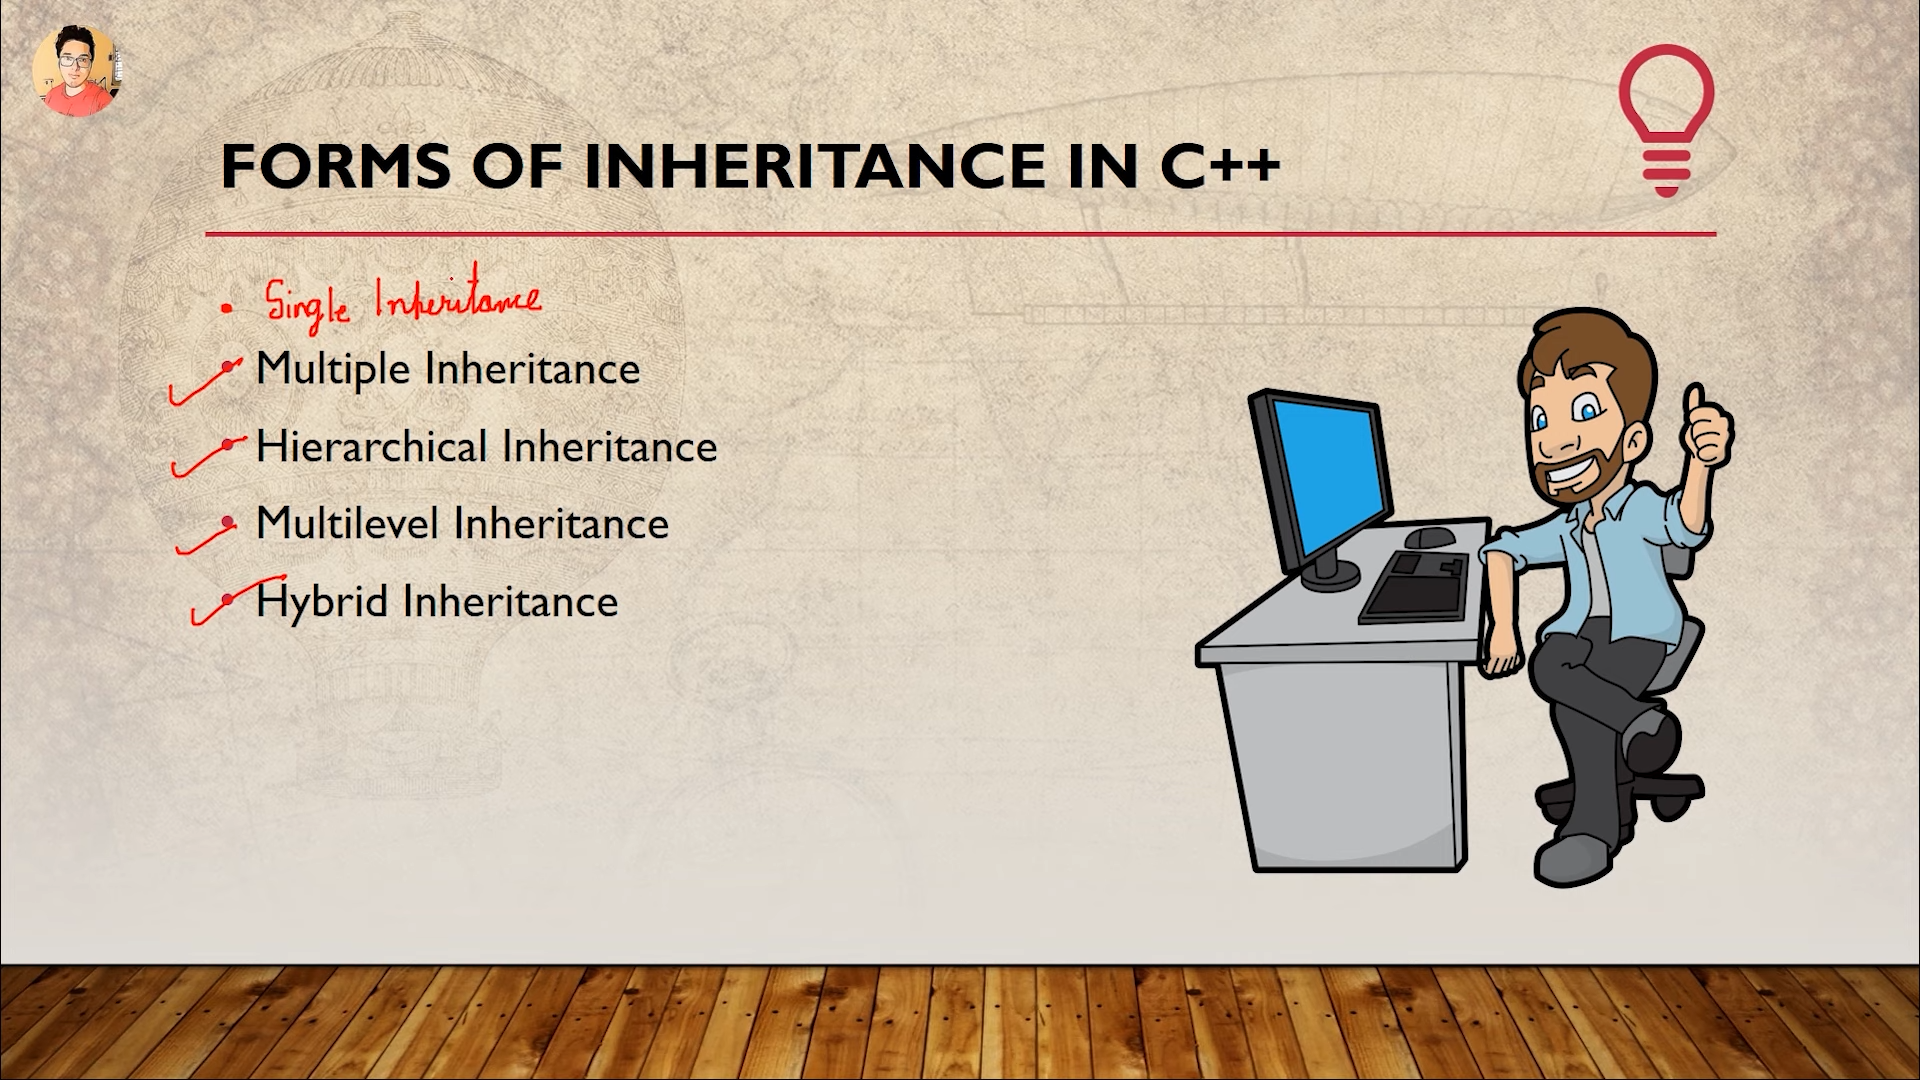 FORMS OF INHERITANCE IN C++
Single Inheritance
Multiple Inheritance
Hierarchical Inheritance
Multilevel Inheritance
Hybrid Inheritance